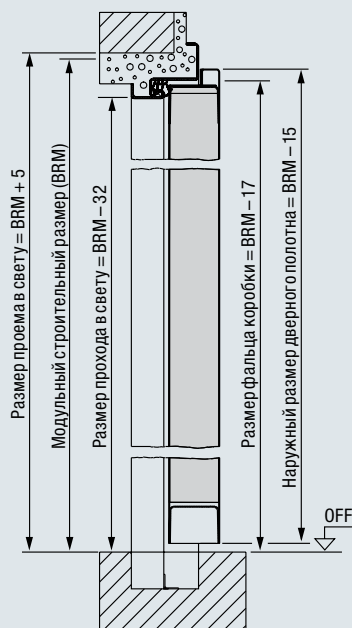 Размер проема в свету = BRM + 5
Модульный строительный размер (BRM)
Размер прохода в свету = BRM – 32
Размер фальца коробки = BRM – 17
Наружный размер дверного полотна = BRM – 15
OFF